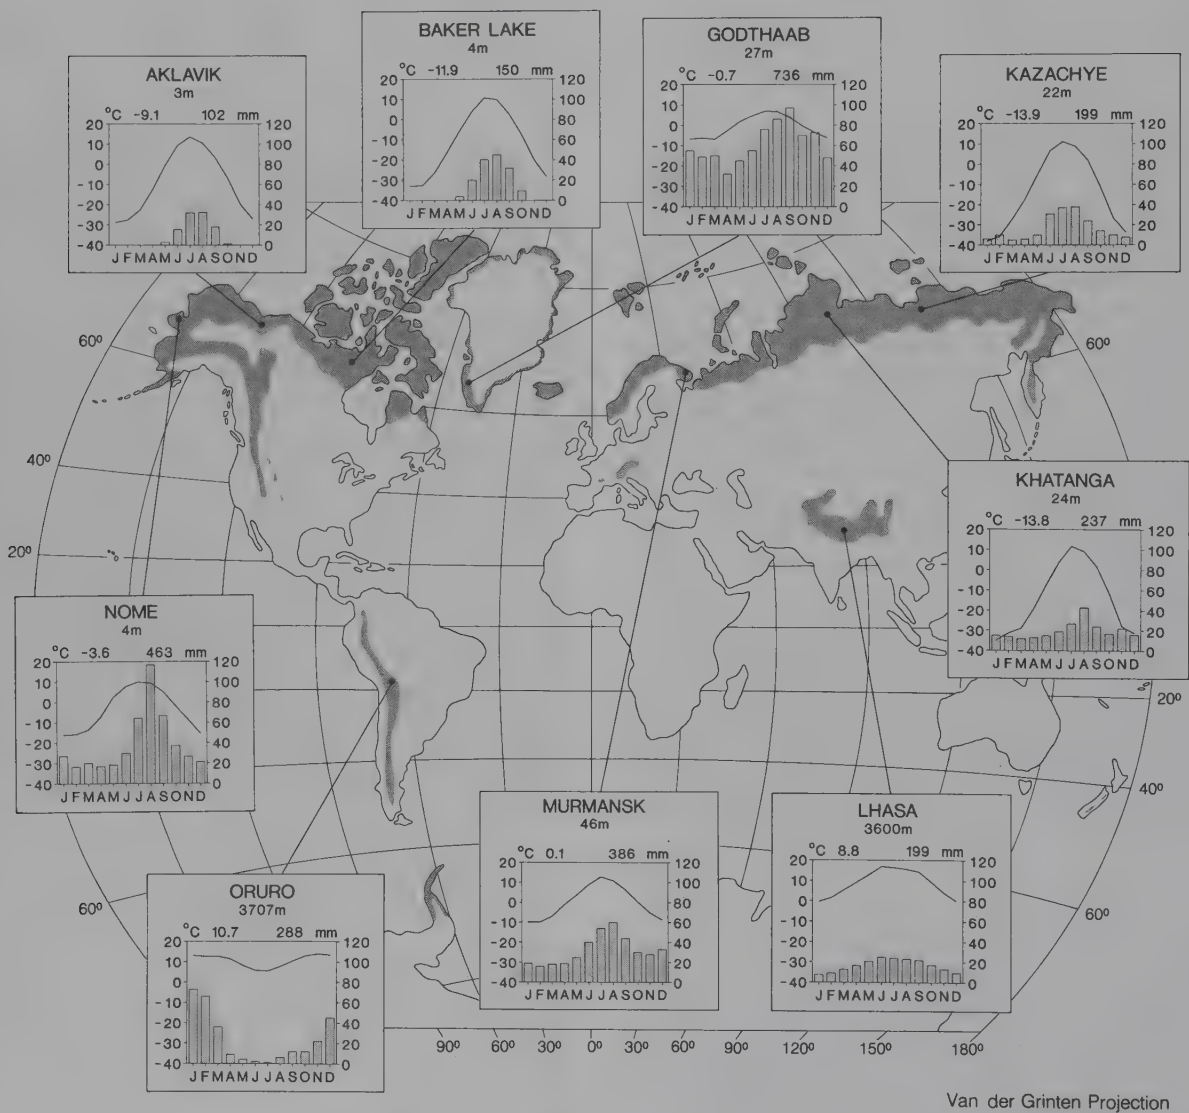 BAKER LAKE
4m
°C -11.9 150 mm
20 120
10 100
0 80
-10 60
-20 40
-30 20
-40 0
J F M A M J J A S O N D
GODTHAAB
27m
°C -0.7 736 mm
20 120
10 100
0 80
-10 60
-20 40
-30 20
-40 0
J F M A M J J A S O N D
AKLAVIK
3m
°C -9.1 102 mm
20 120
10 100
0 80
-10 60
-20 40
-30 20
-40 0
J F M A M J J A S O N D
KAZACHYE
22m
°C -13.9 199 mm
20 120
10 100
0 80
-10 60
-20 40
-30 20
-40 0
J F M A M J J A S O N D
60°
60°
40°
20°
KHATANGA
24m
°C -13.8 237 mm
20 120
10 100
0 80
-10 60
-20 40
-30 20
-40 0
J F M A M J J A S O N D
NOME
4m
°C -3.6 463 mm
20 120
10 100
0 80
-10 60
-20 40
-30 20
-40 0
J F M A M J J A S O N D
20°
40°
MURMANSK
46m
°C 0.1 386 mm
20 120
10 100
0 80
-10 60
-20 40
-30 20
-40 0
J F M A M J J A S O N D
LHASA
3600m
°C 8.8 199 mm
20 120
10 100
0 80
-10 60
-20 40
-30 20
-40 0
J F M A M J J A S O N D
60°
60°
ORURO
3707m
°C 10.7 288 mm
20 120
10 100
0 80
-10 60
-20 40
-30 20
-40 0
J F M A M J J A S O N D
90° 60° 30° 0° 30° 60° 90° 120° 150° 180°
Van der Grinten Projection